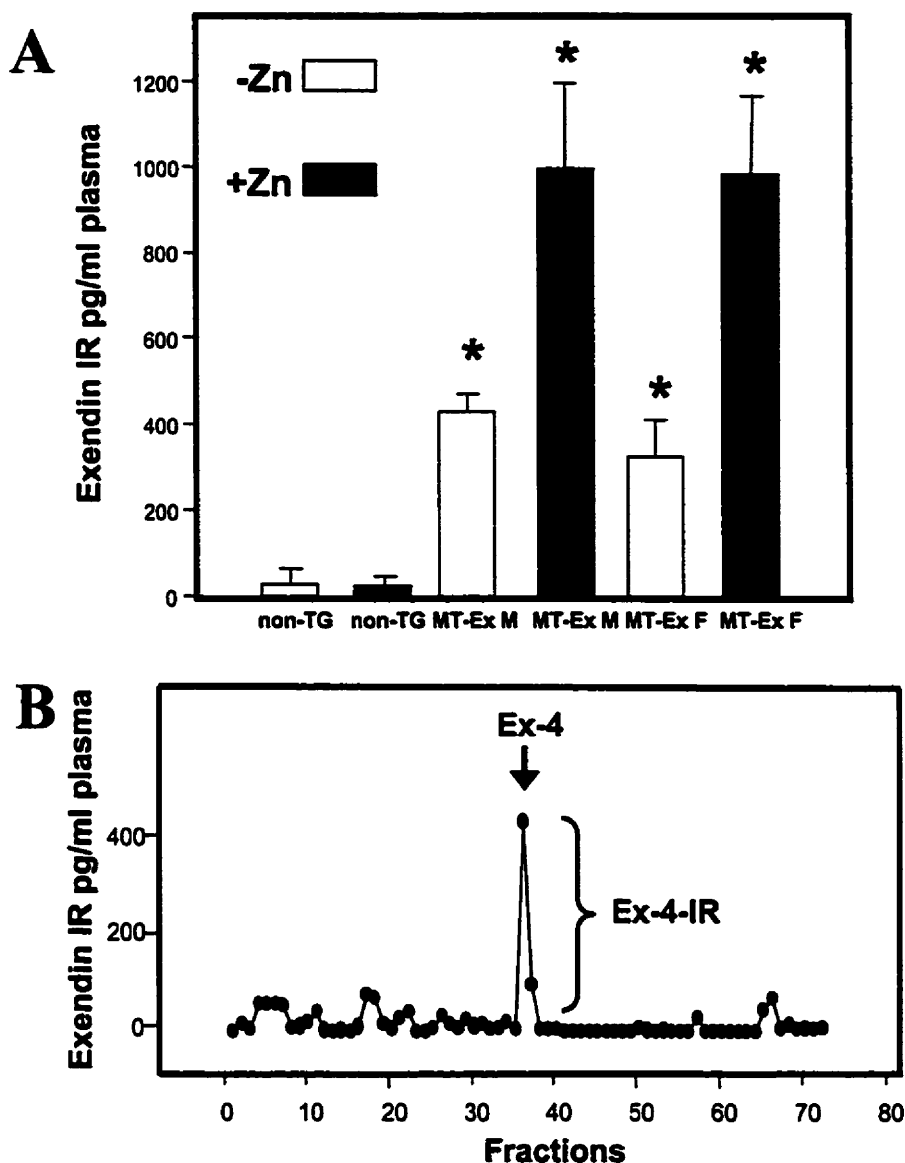 A
-Zn
+Zn
Exendin IR pg/ml plasma
1200
1000
800
600
400
200
0
*
*
*
*
non-TG non-TG MT-Ex M MT-Ex M MT-Ex F MT-Ex F
B
Ex-4
Exendin IR pg/ml plasma
400
200
0
Ex-4-IR
0 10 20 30 40 50 60 70 80
Fractions